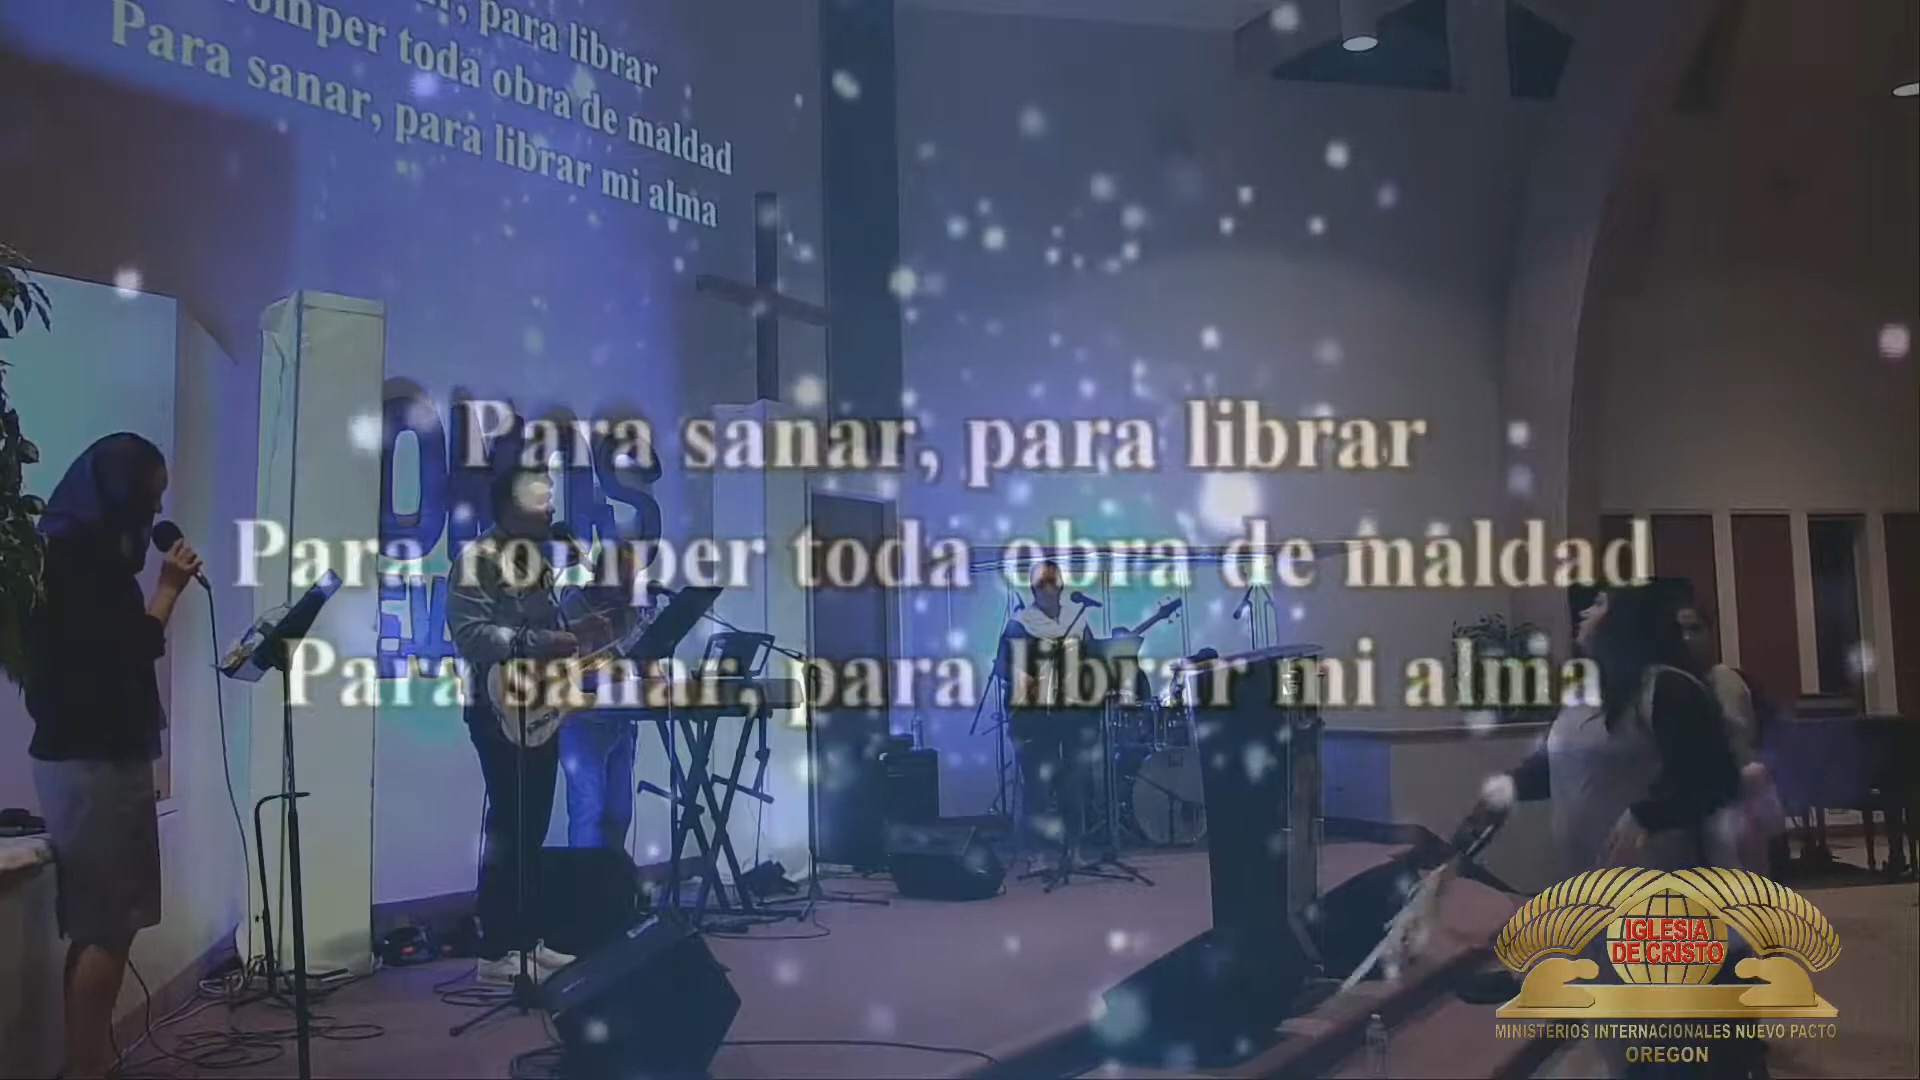 para librar
romper toda obra de maldad
Para sanar, para librar mi alma
Para sanar, para librar
Para romper toda obra de maldad
Para sanar, para librar mi alma
IGLESIA
DE CRISTO
MINISTERIOS INTERNACIONALES NUEVO PACTO
OREGON